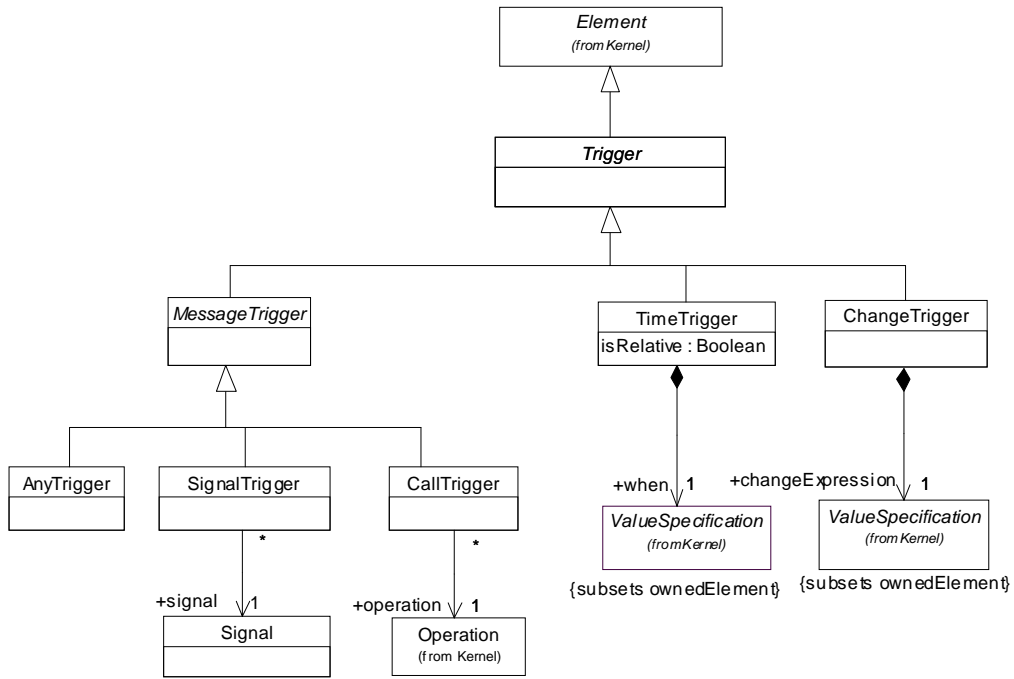 Element
(from Kernel)
Trigger
MessageTrigger
TimeTrigger
isRelative : Boolean
ChangeTrigger
AnyTrigger
SignalTrigger
CallTrigger
+when 1
+changeExpression 1
ValueSpecification
(from Kernel)
{subsets ownedElement}
ValueSpecification
(from Kernel)
{subsets ownedElement}
*
+signal 1
Signal
*
+operation 1
Operation
(from Kernel)